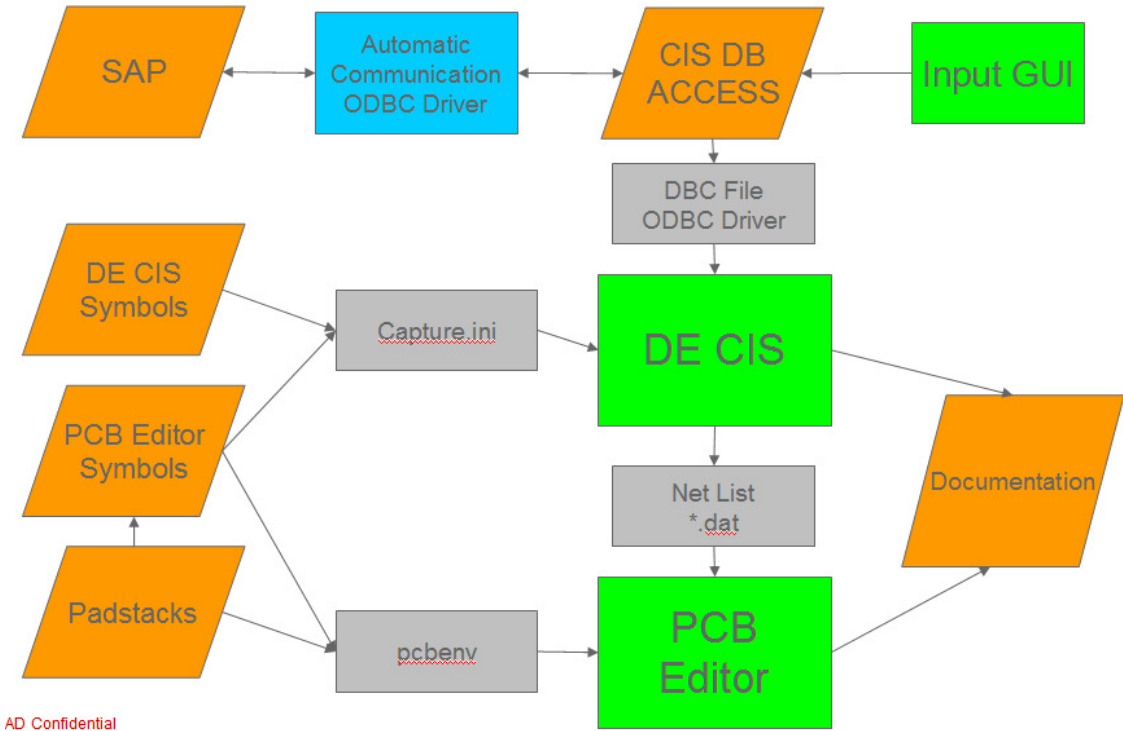 SAP
Automatic
Communication
ODBC Driver
CIS DB
ACCESS
Input GUI
DBC File
ODBC Driver
DE CIS
Symbols
Capture.ini
DE CIS
PCB Editor
Symbols
Net List
*.dat
Documentation
Padstacks
pcbenv
PCB
Editor
AD Confidential